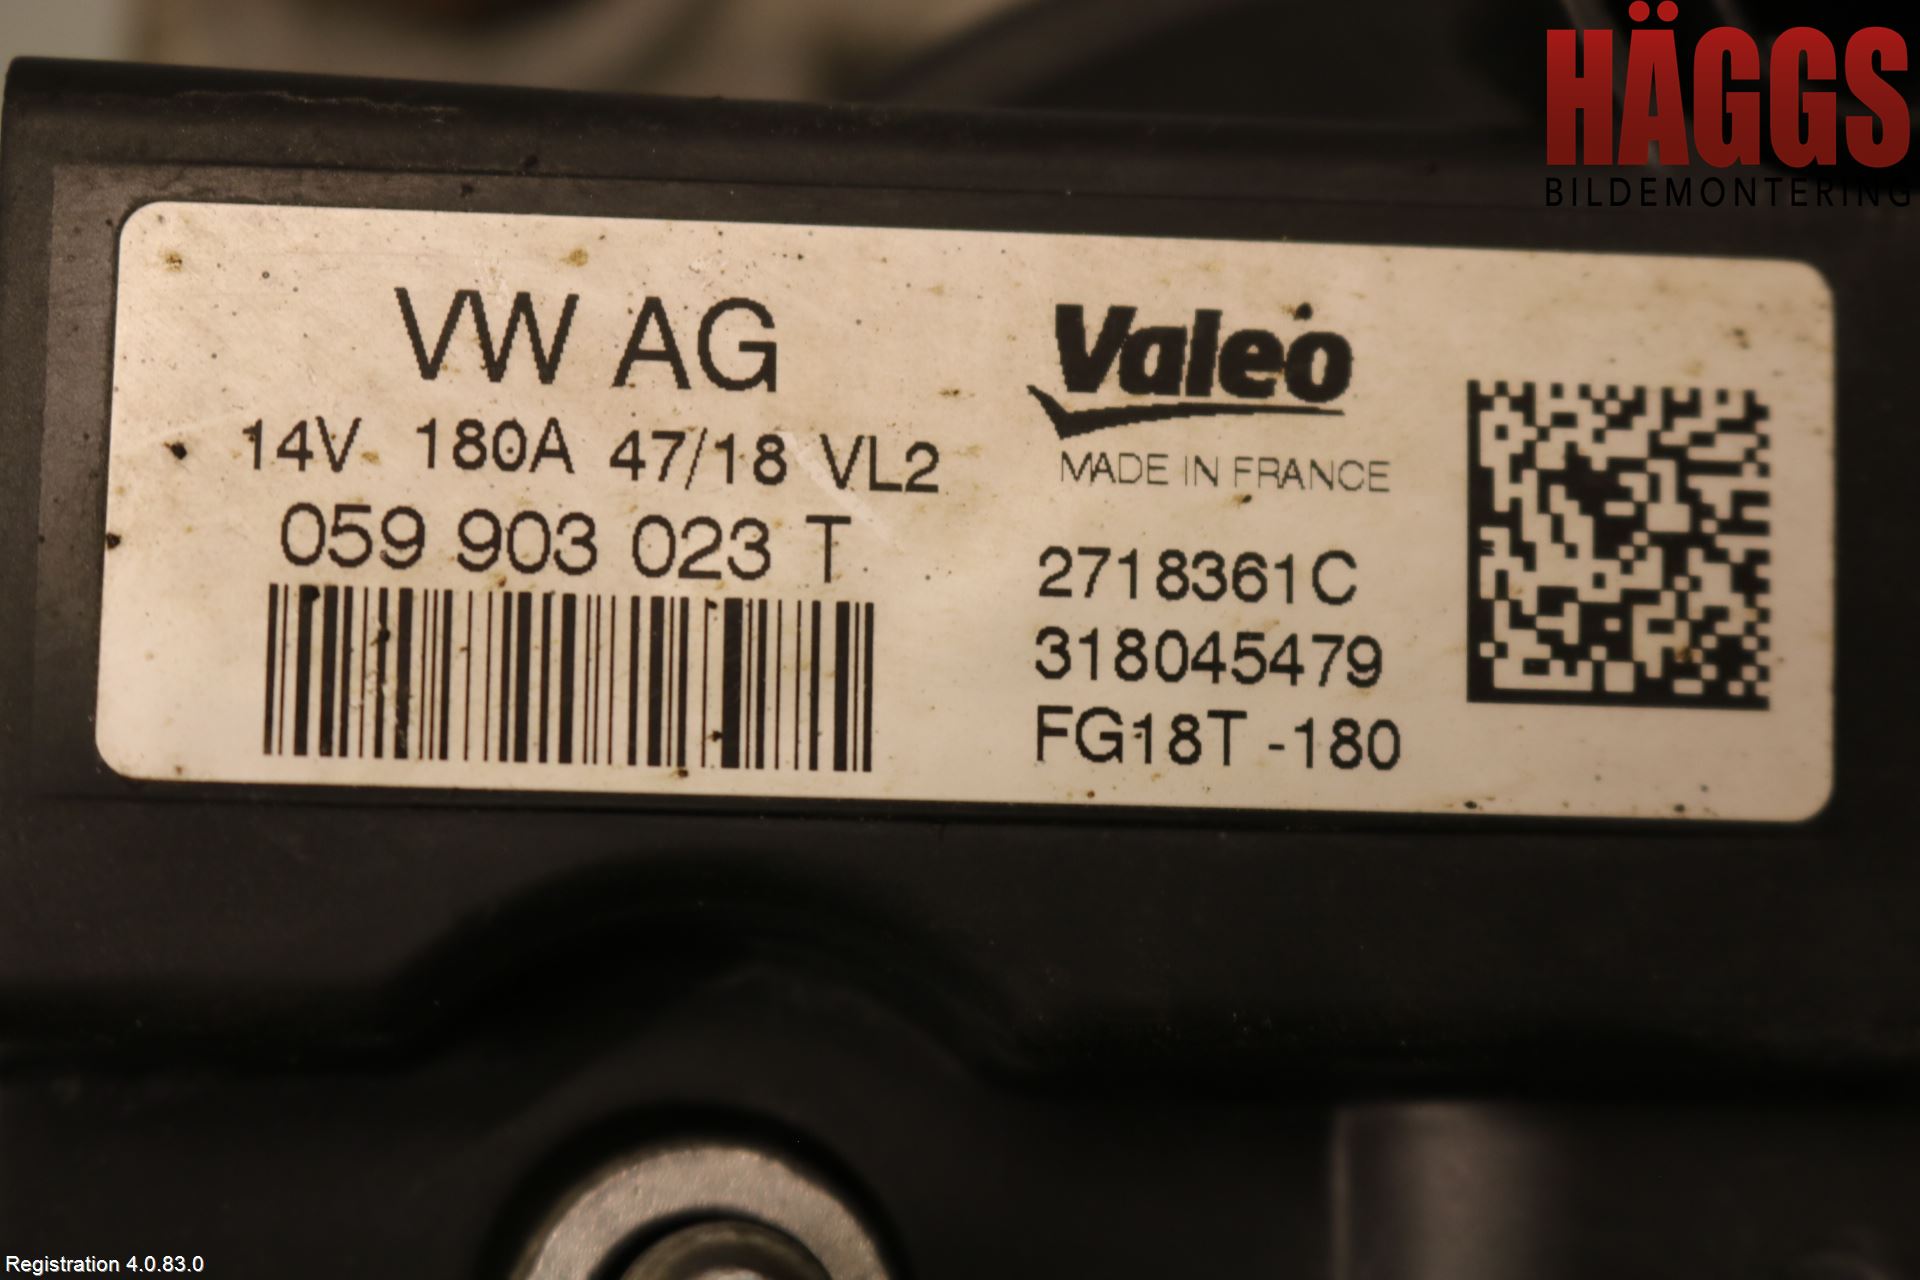 HÄGGS
BILDEMONTERING
VW AG
14V 180A 47/18 VL2
059 903 023 T
Valeo
MADE IN FRANCE
2718361C
318045479
FG18T -180
Registration 4.0.83.0